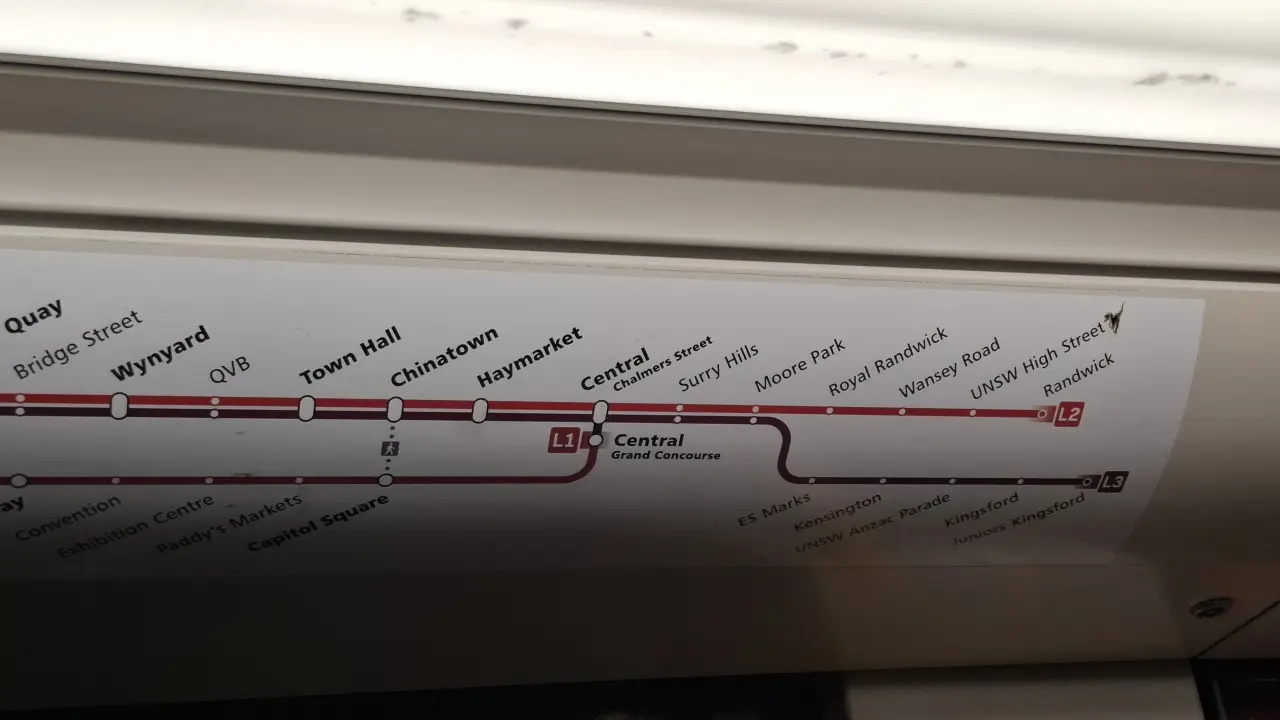 Quay
Bridge Street
Wynyard
QVB
Town Hall
Chinatown
Haymarket
Central
Chalmers Street
Surry Hills
Moore Park
Royal Randwick
Wansey Road
UNSW High Street
Randwick
L2
L1
Central
Grand Concourse
L3
ay
Convention
Exhibition Centre
Paddy's Markets
Capitol Square
ES Marks
Kensington
UNSW Anzac Parade
Kingsford
Juniors Kingsford